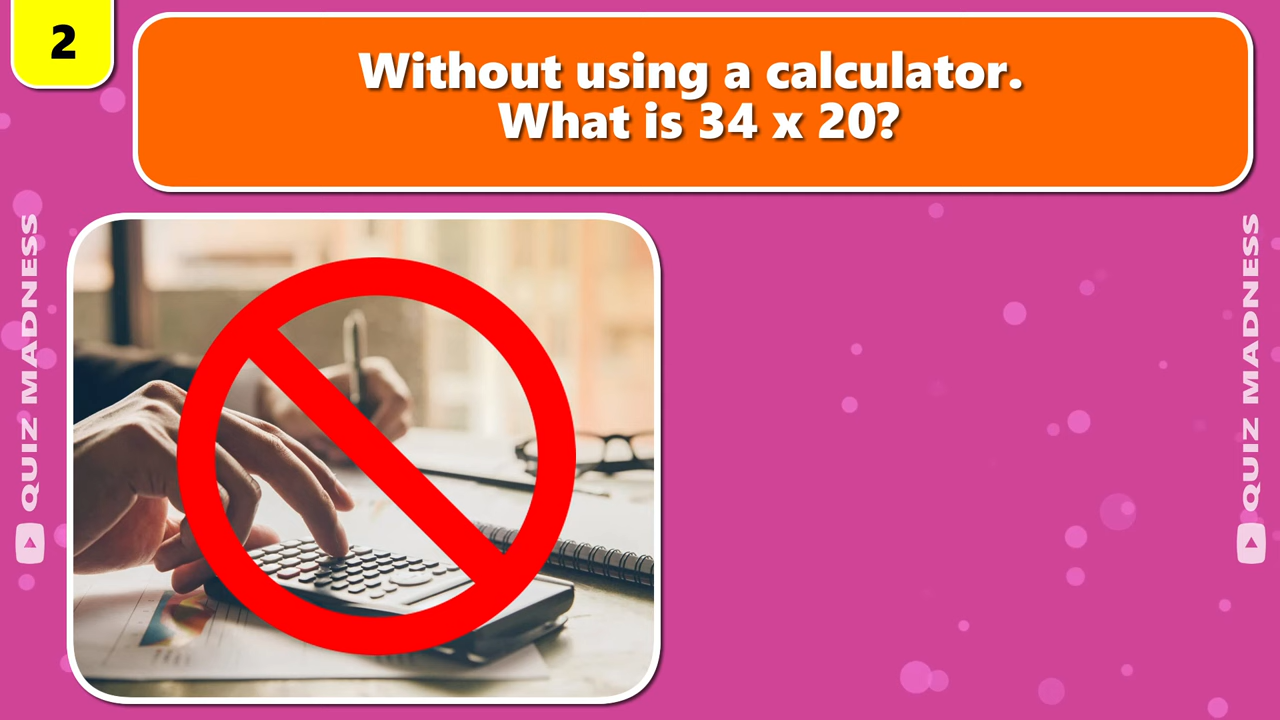 2
Without using a calculator.
What is 34 x 20?
QUIZ MADNESS
QUIZ MADNESS